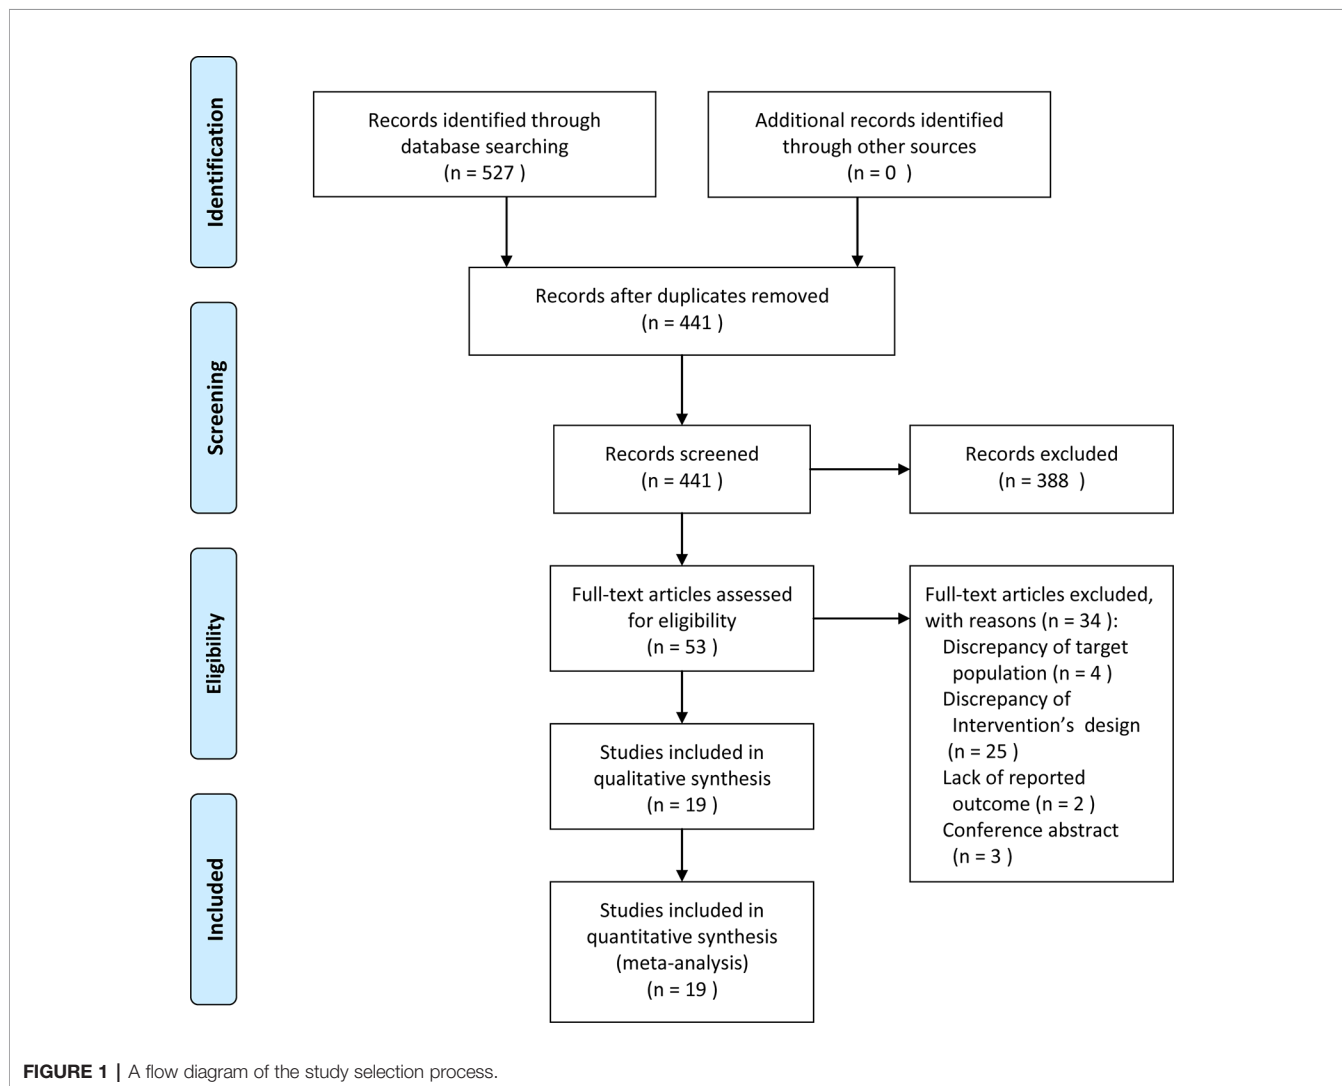 Identification
Records identified through
database searching
(n = 527 )
Additional records identified
through other sources
(n = 0 )
Records after duplicates removed
(n = 441 )
Screening
Records screened
(n = 441 )
Records excluded
(n = 388 )
Eligibility
Full-text articles assessed
for eligibility
(n = 53 )
Full-text articles excluded,
with reasons (n = 34 ):
Discrepancy of target
population (n = 4 )
Discrepancy of
Intervention’s design
(n = 25 )
Lack of reported
outcome (n = 2 )
Conference abstract
(n = 3 )
Studies included in
qualitative synthesis
(n = 19 )
Included
Studies included in
quantitative synthesis
(meta-analysis)
(n = 19 )
FIGURE 1 | A flow diagram of the study selection process.